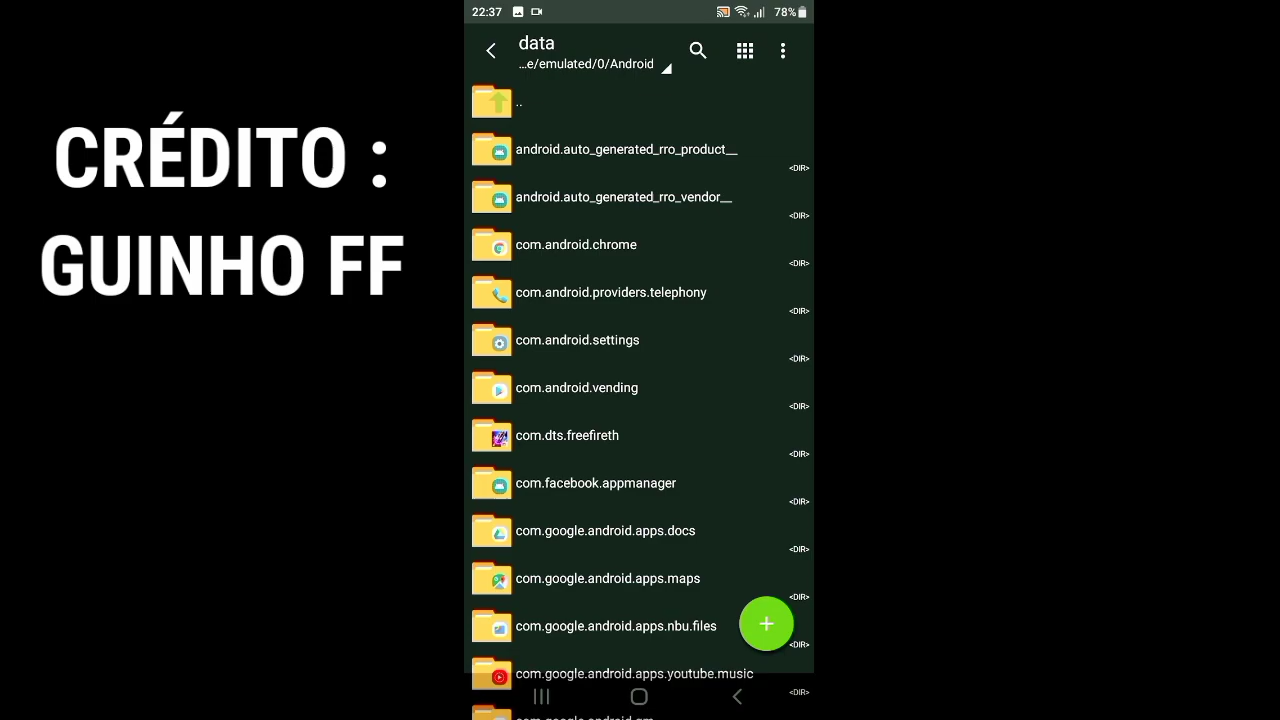 CRÉDITO :
GUINHO FF
22:37
78%
data
...e/emulated/0/Android
..
android.auto_generated_rro_product__
<DIR>
android.auto_generated_rro_vendor__
<DIR>
com.android.chrome
<DIR>
com.android.providers.telephony
<DIR>
com.android.settings
<DIR>
com.android.vending
<DIR>
com.dts.freefireth
<DIR>
com.facebook.appmanager
<DIR>
com.google.android.apps.docs
<DIR>
com.google.android.apps.maps
<DIR>
com.google.android.apps.nbu.files
<DIR>
com.google.android.apps.youtube.music
<DIR>